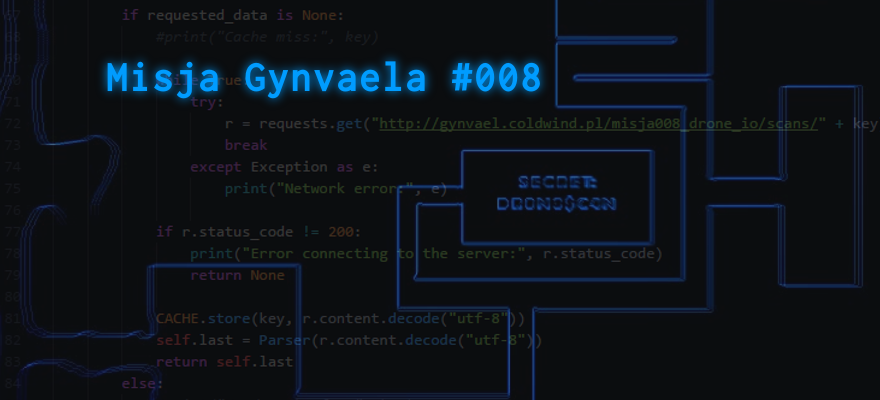 67 if requested_data is None:
68 #print("Cache miss:", key)
Misja Gynvaela #008
71 try:
72 r = requests.get("http://gynvael.coldwind.pl/misja008_drone_io/scans/" + key
73 break
74 except Exception as e:
75 print("Network error:", e)
SECRET:
76
DRONE$CAN
77 if r.status_code != 200:
78 print("Error connecting to the server:", r.status_code)
79 return None
80
81 CACHE.store(key, r.content.decode("utf-8"))
82 self.last = Parser(r.content.decode("utf-8"))
83 return self.last
84 else: